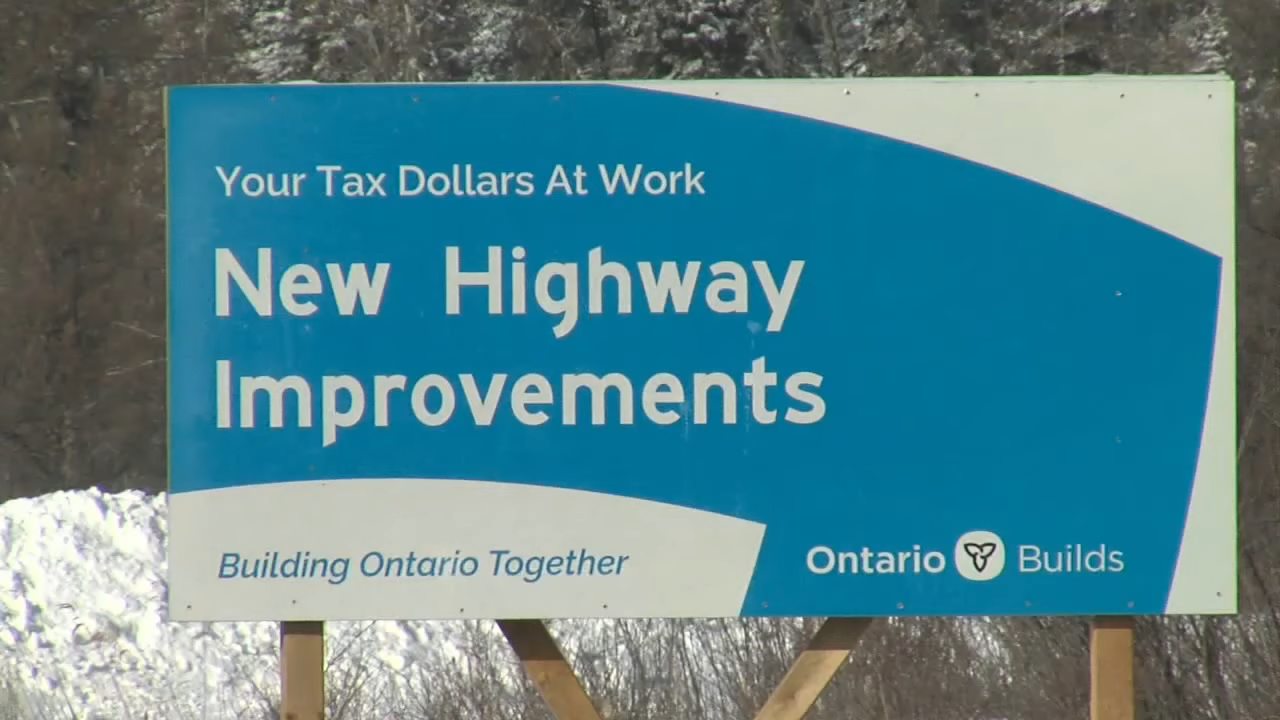 Your Tax Dollars At Work
New Highway
Improvements
Building Ontario Together
Ontario Builds